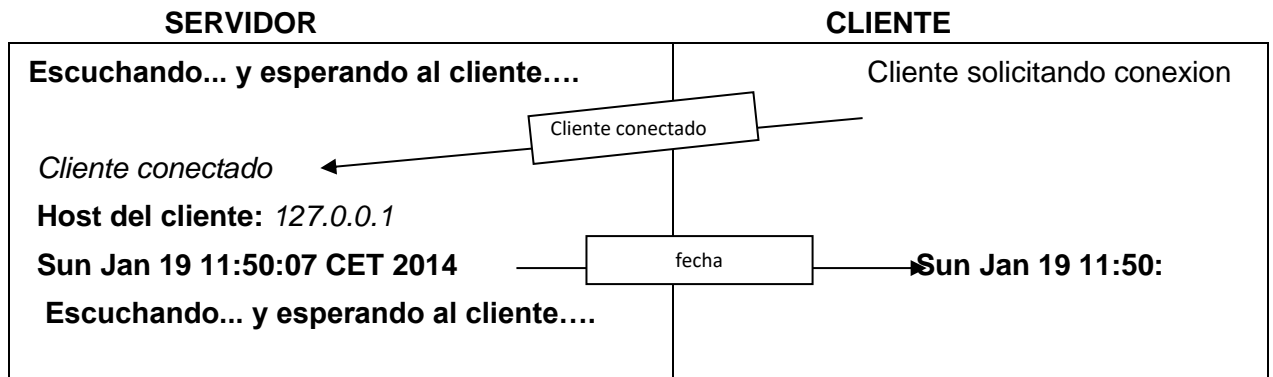 SERVIDOR CLIENTE
Escuchando... y esperando al cliente…. Cliente solicitando conexion
Cliente conectado
Cliente conectado
Host del cliente: 127.0.0.1
Sun Jan 19 11:50:07 CET 2014 fecha Sun Jan 19 11:50:
Escuchando... y esperando al cliente….